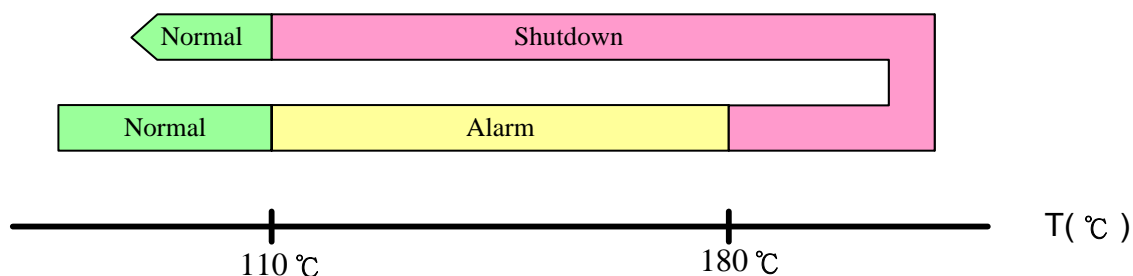 Normal Shutdown
Normal Alarm
T( ℃ )
110 ℃ 180 ℃